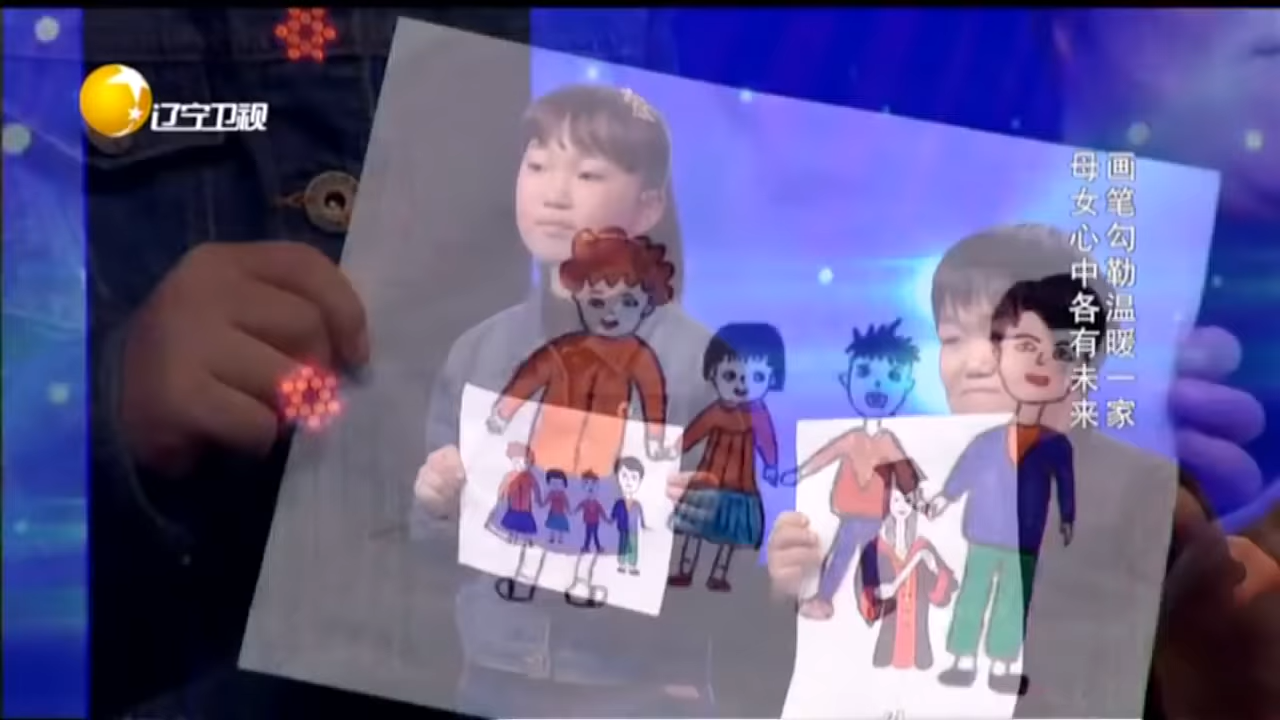 辽宁卫视
画笔勾勒温暖一家
母女心中各有未来